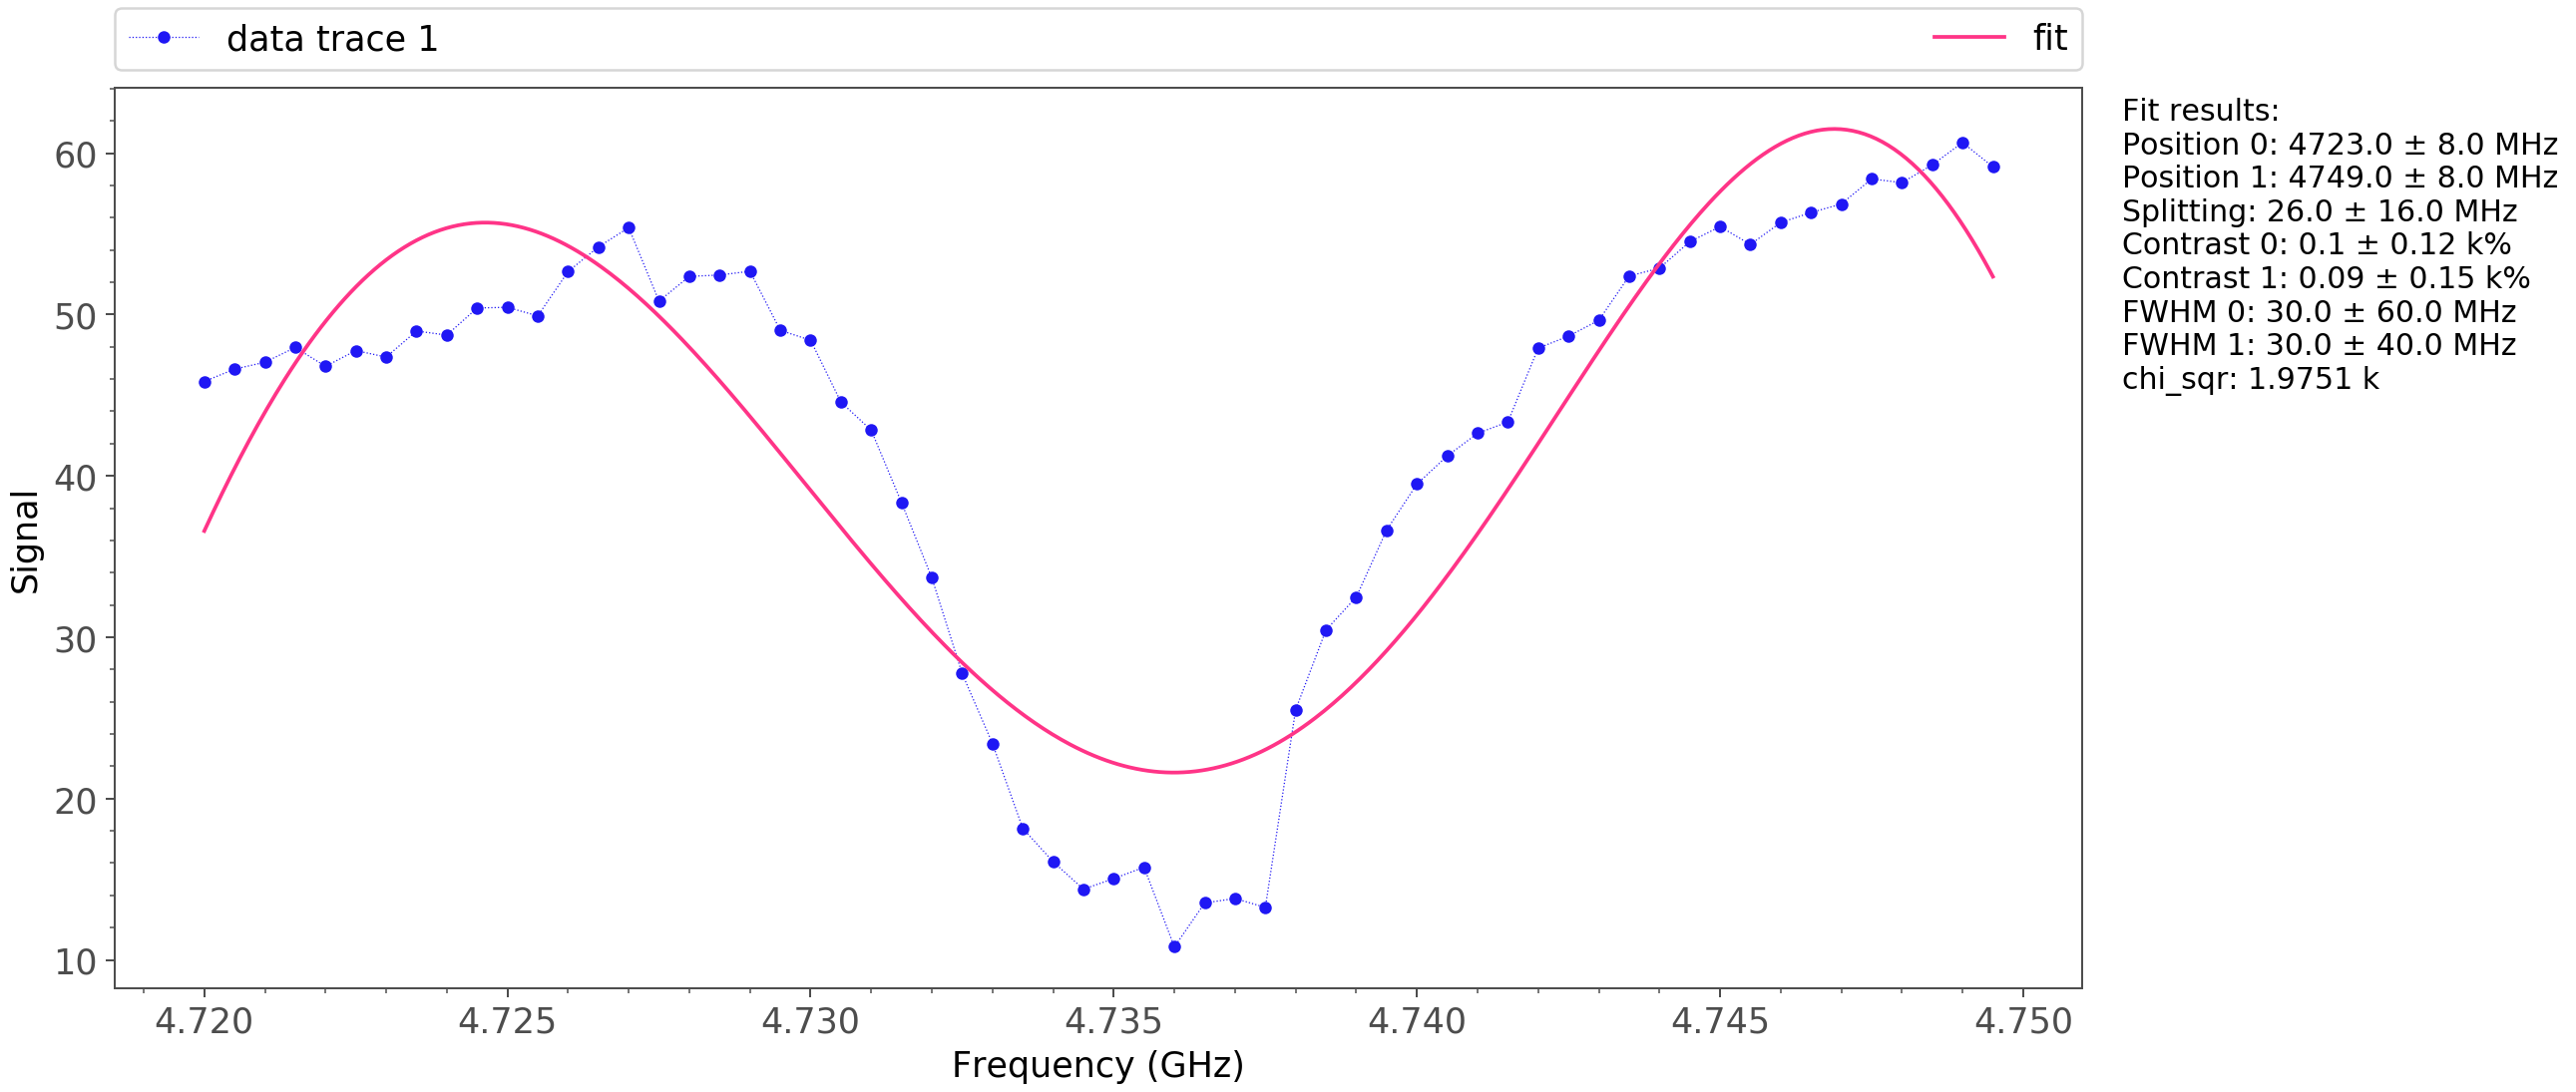 data trace 1
fit
Fit results:
Position 0: 4723.0 ± 8.0 MHz
Position 1: 4749.0 ± 8.0 MHz
Splitting: 26.0 ± 16.0 MHz
Contrast 0: 0.1 ± 0.12 k%
Contrast 1: 0.09 ± 0.15 k%
FWHM 0: 30.0 ± 60.0 MHz
FWHM 1: 30.0 ± 40.0 MHz
chi_sqr: 1.9751 k
Signal
60
50
40
30
20
10
4.720
4.725
4.730
4.735
4.740
4.745
4.750
Frequency (GHz)